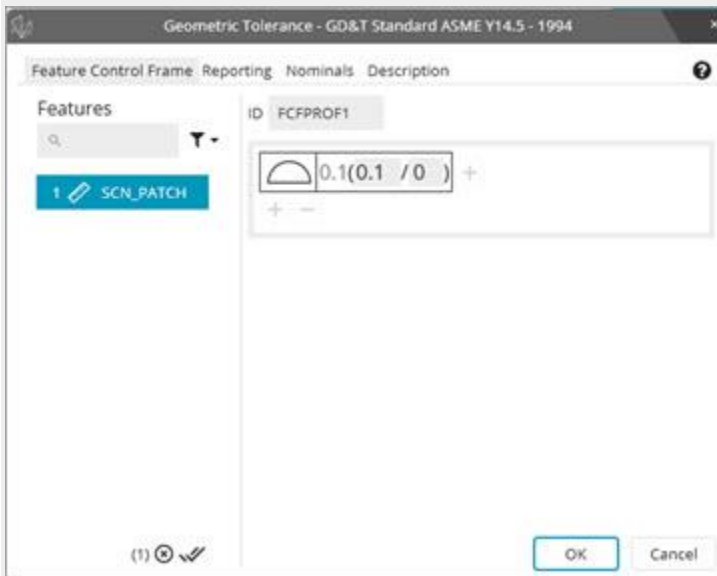 Geometric Tolerance - GD&T Standard ASME Y14.5 - 1994
Feature Control Frame Reporting Nominals Description
Features
ID FCFPROF1
0.1(0.1 / 0 )
1 SCN_PATCH
(1)
OK Cancel